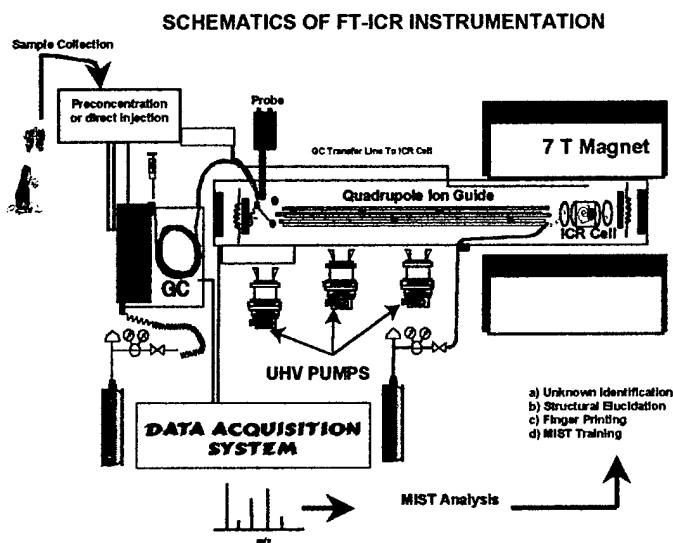 SCHEMATICS OF FT-ICR INSTRUMENTATION
Sample Collection
Preconcentration
or direct injection
Probe
GC Transfer Line To ICR Cell
7 T Magnet
Quadrupole Ion Guide
ICR Cell
GC
UHV PUMPS
DATA ACQUISITION
SYSTEM
a) Unknown Identification
b) Structural Elucidation
c) Finger Printing
d) MIST Training
MIST Analysis
m/z